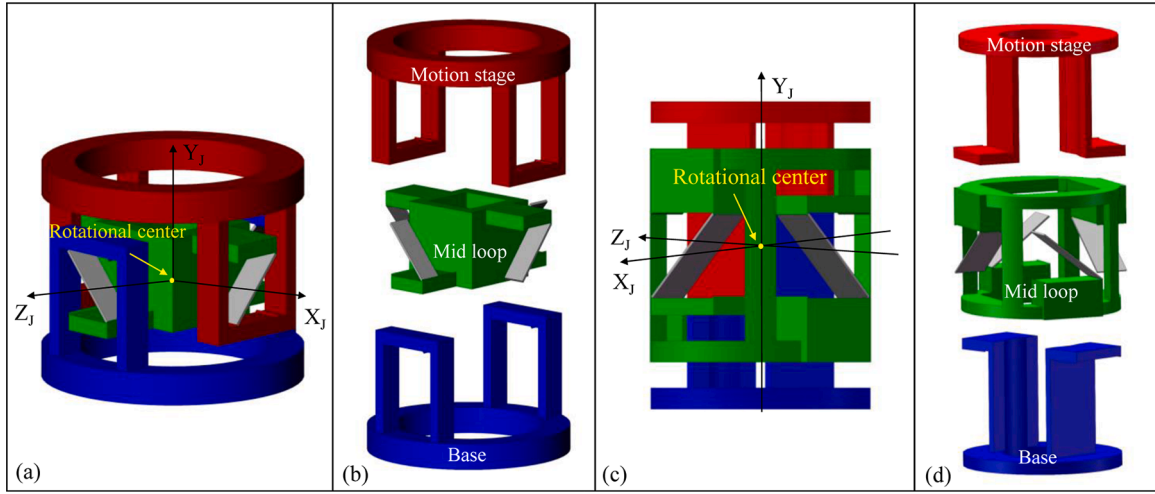 Y_J
Rotational center
Z_J
X_J
(a)
Motion stage
Mid loop
Base
(b)
Y_J
Rotational center
Z_J
X_J
(c)
Motion stage
Mid loop
Base
(d)